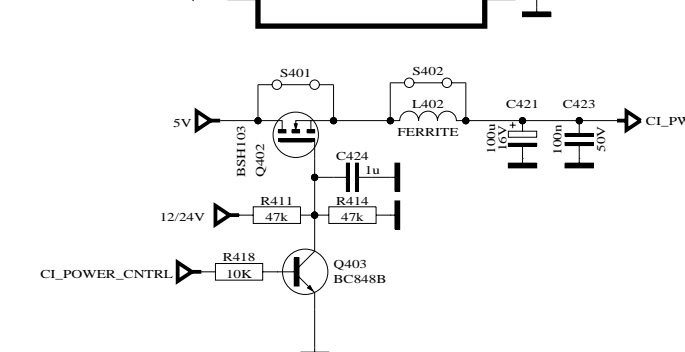 S401
S402
5V
L402
FERRITE
C421
C423
CI_PW
BSH103
Q402
100u
16V
100n
50V
C424
1u
R411
R414
12/24V
47k
47k
R418
Q403
CI_POWER_CNTRL
10K
BC848B